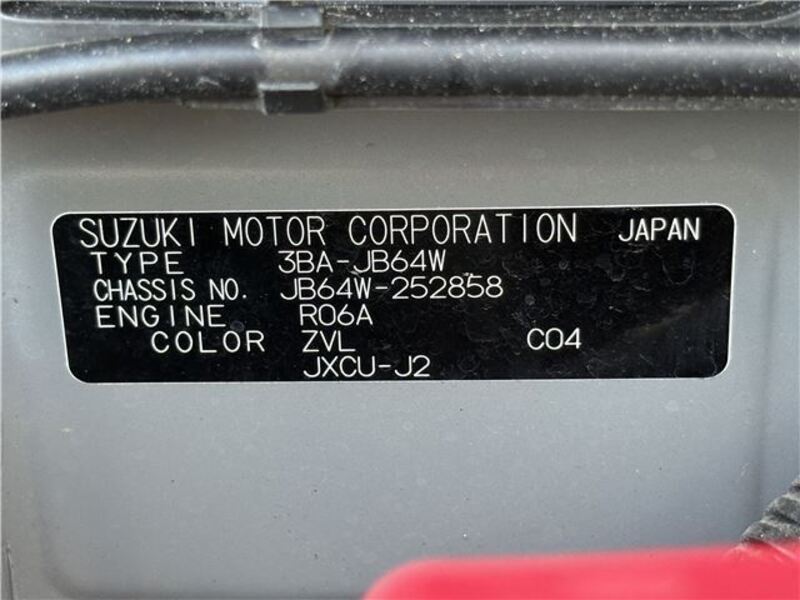 SUZUKI MOTOR CORPORATION JAPAN
TYPE 3BA-JB64W
CHASSIS NO. JB64W-252858
ENGINE R06A
COLOR ZVL C04
JXCU-J2